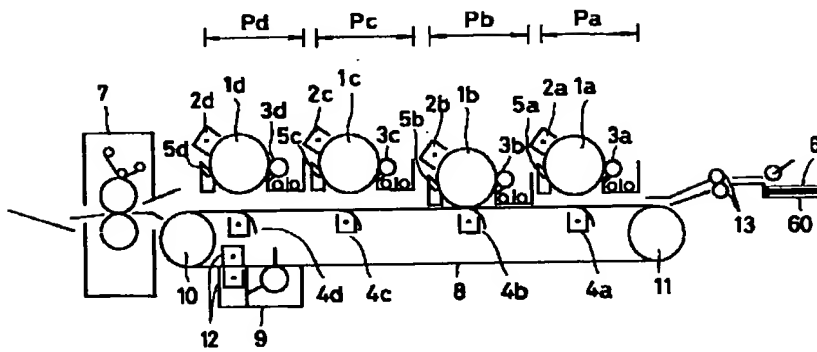 Pd Pc Pb Pa
7 2d 1d 3d 2c 1c 3c 2b 1b 3b 2a 1a 3a
5d 5c 5b 5a 6
10 12 9 4d 4c 8 4b 4a 11 13 60